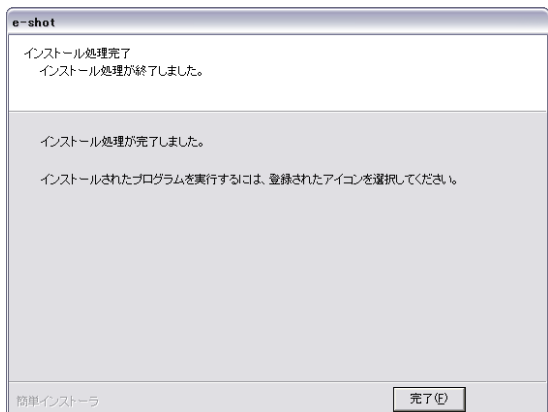 e-shot
インストール処理完了
インストール処理が終了しました。
インストール処理が完了しました。
インストールされたプログラムを実行するには、登録されたアイコンを選択してください。
簡単インストーラ
完了(F)